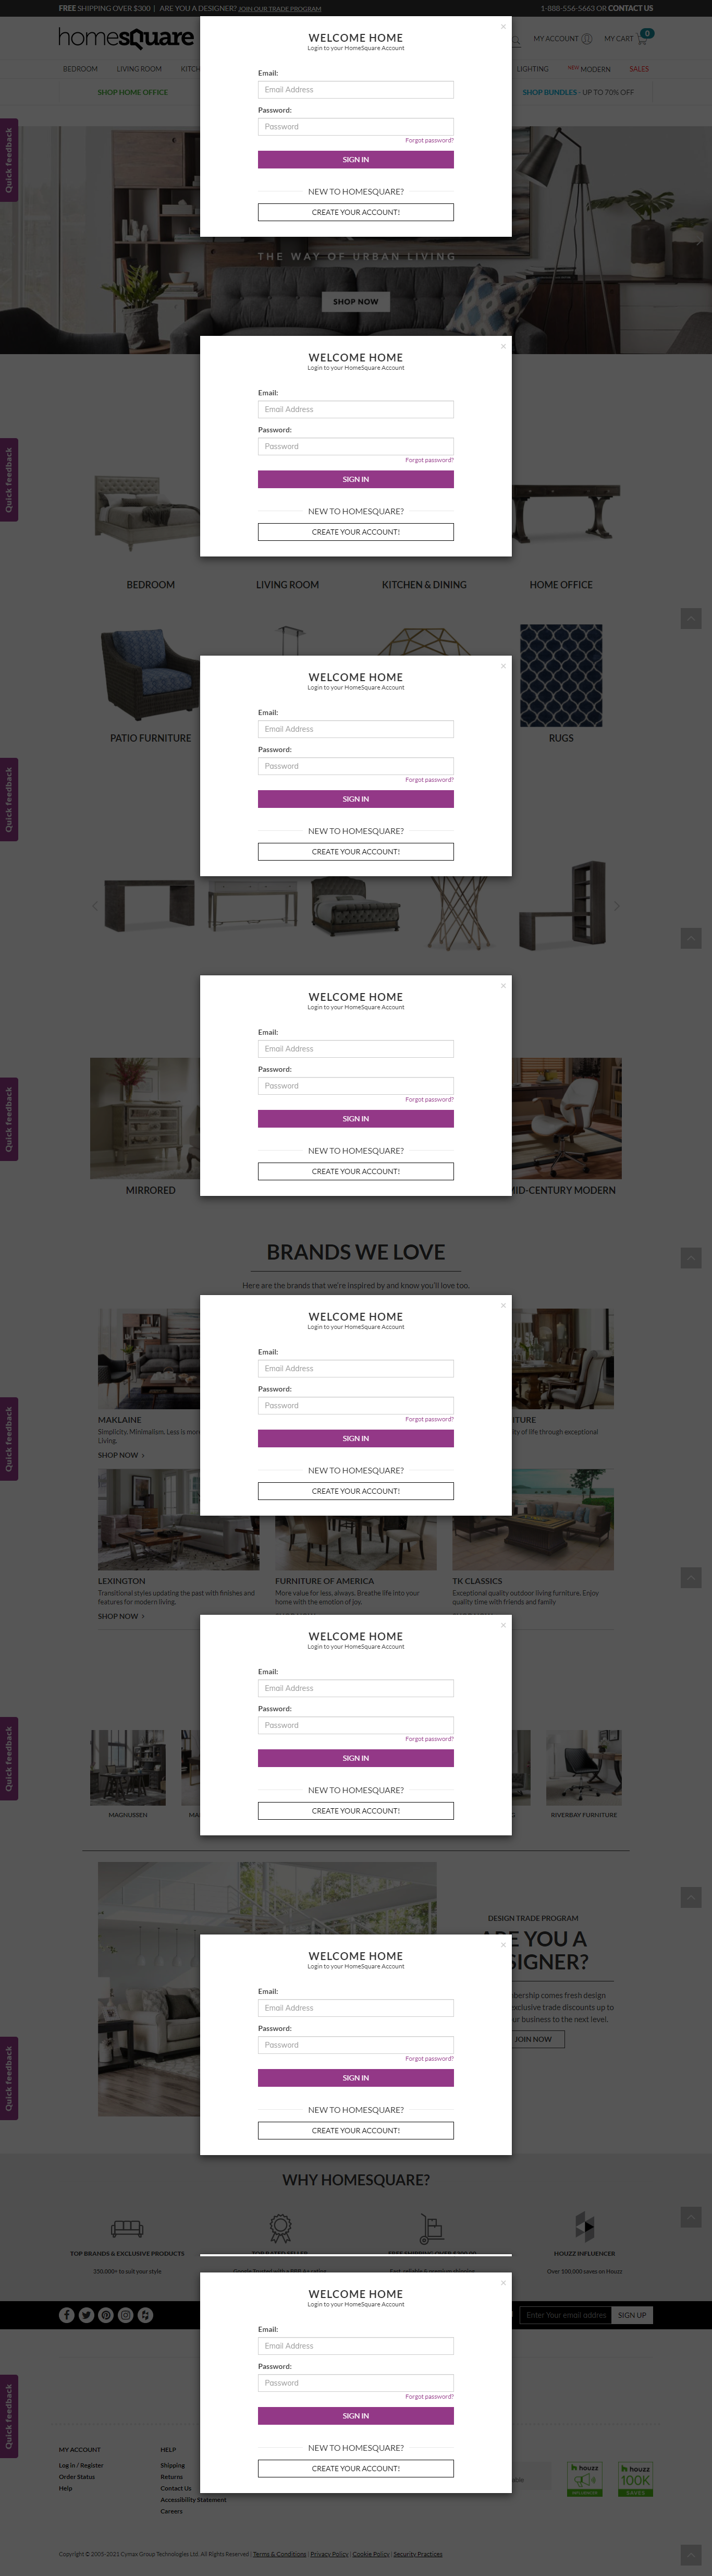 FREE SHIPPING OVER $300 | ARE YOU A DESIGNER? JOIN OUR TRADE PROGRAM
1-888-556-5663 OR CONTACT US
homesquare
MY ACCOUNT
MY CART 0
BEDROOM LIVING ROOM KITCH
LIGHTING NEW MODERN SALES
SHOP HOME OFFICE
SHOP BUNDLES - UP TO 70% OFF
Quick feedback
×
WELCOME HOME
Login to your HomeSquare Account
Email:
Email Address
Password:
Password
Forgot password?
SIGN IN
NEW TO HOMESQUARE?
CREATE YOUR ACCOUNT!
THE WAY OF URBAN LIVING
SHOP NOW
×
WELCOME HOME
Login to your HomeSquare Account
Email:
Email Address
Password:
Password
Forgot password?
SIGN IN
NEW TO HOMESQUARE?
CREATE YOUR ACCOUNT!
Quick feedback
BEDROOM
LIVING ROOM
KITCHEN & DINING
HOME OFFICE
×
WELCOME HOME
Login to your HomeSquare Account
Email:
Email Address
Password:
Password
Forgot password?
SIGN IN
NEW TO HOMESQUARE?
CREATE YOUR ACCOUNT!
PATIO FURNITURE
RUGS
Quick feedback
×
WELCOME HOME
Login to your HomeSquare Account
Email:
Email Address
Password:
Password
Forgot password?
SIGN IN
NEW TO HOMESQUARE?
CREATE YOUR ACCOUNT!
Quick feedback
MIRRORED
MID-CENTURY MODERN
BRANDS WE LOVE
Here are the brands that we're inspired by and know you'll love too.
×
WELCOME HOME
Login to your HomeSquare Account
Email:
Email Address
Password:
Password
Forgot password?
SIGN IN
NEW TO HOMESQUARE?
CREATE YOUR ACCOUNT!
Quick feedback
MAKLAINE
Simplicity, Minimalism, Less is more
Living.
SHOP NOW ›
ITURE
ty of life through exceptional
LEXINGTON
Transitional styles updating the past with finishes and
features for modern living.
SHOP NOW ›
FURNITURE OF AMERICA
More value for less, always. Breathe life into your
home with the emotion of joy.
TK CLASSICS
Exceptional quality outdoor living furniture. Enjoy
quality time with friends and family
×
WELCOME HOME
Login to your HomeSquare Account
Email:
Email Address
Password:
Password
Forgot password?
SIGN IN
NEW TO HOMESQUARE?
CREATE YOUR ACCOUNT!
Quick feedback
MAGNUSSEN
MA
G
RIVERBAY FURNITURE
×
WELCOME HOME
Login to your HomeSquare Account
Email:
Email Address
Password:
Password
Forgot password?
SIGN IN
NEW TO HOMESQUARE?
CREATE YOUR ACCOUNT!
Quick feedback
DESIGN TRADE PROGRAM
RE YOU A
SIGNER?
bership comes fresh design
exclusive trade discounts up to
our business to the next level.
JOIN NOW
WHY HOMESQUARE?
TOP BRANDS & EXCLUSIVE PRODUCTS
350,000+ to suit your style
TOP RATED SELLER
FREE SHIPPING OVER $300.00
HOUZZ INFLUENCER
Over 100,000 saves on Houzz
×
WELCOME HOME
Login to your HomeSquare Account
Email:
Email Address
Password:
Password
Forgot password?
SIGN IN
NEW TO HOMESQUARE?
CREATE YOUR ACCOUNT!
Enter Your email addres
SIGN UP
Quick feedback
MY ACCOUNT
Log in / Register
Order Status
Help
HELP
Shipping
Returns
Contact Us
Accessibility Statement
Careers
houzz
INFLUENCER
houzz
100K
SAVES
Copyright © 2005-2021 Cymax Group Technologies Ltd. All Rights Reserved | Terms & Conditions | Privacy Policy | Cookie Policy | Security Practices